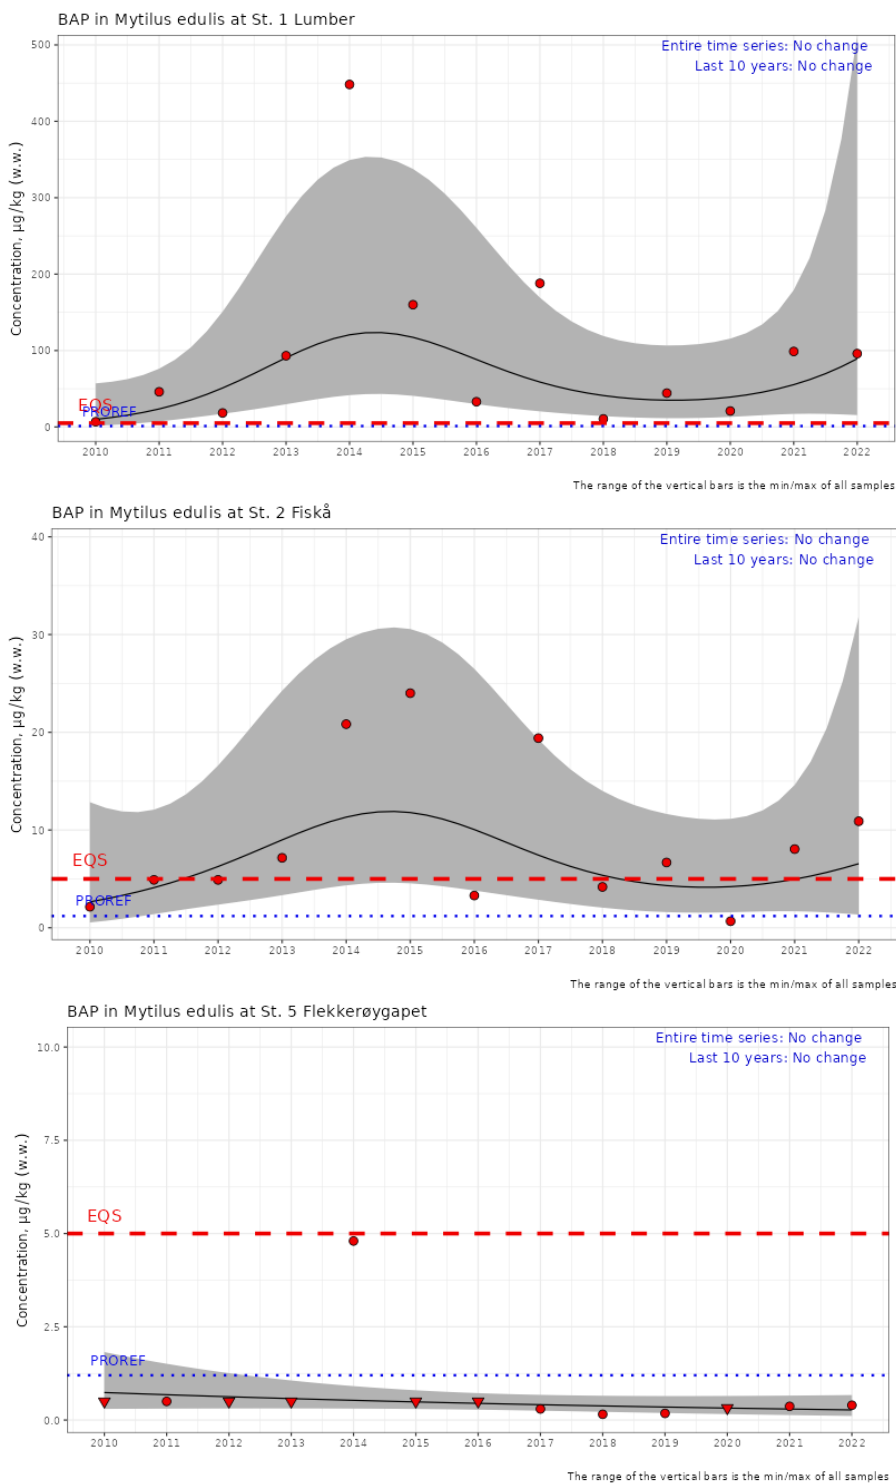 BAP in Mytilus edulis at St. 1 Lumber
Entire time series: No change
Last 10 years: No change
Concentration, µg/kg (w.w.)
500
400
300
200
100
0
EQS
PROREF
2010 2011 2012 2013 2014 2015 2016 2017 2018 2019 2020 2021 2022
The range of the vertical bars is the min/max of all samples
BAP in Mytilus edulis at St. 2 Fiskå
Entire time series: No change
Last 10 years: No change
Concentration, µg/kg (w.w.)
40
30
20
10
0
EQS
PROREF
2010 2011 2012 2013 2014 2015 2016 2017 2018 2019 2020 2021 2022
The range of the vertical bars is the min/max of all samples
BAP in Mytilus edulis at St. 5 Flekkerøygapet
Entire time series: No change
Last 10 years: No change
Concentration, µg/kg (w.w.)
10.0
7.5
5.0
2.5
0.0
EQS
PROREF
2010 2011 2012 2013 2014 2015 2016 2017 2018 2019 2020 2021 2022
The range of the vertical bars is the min/max of all samples